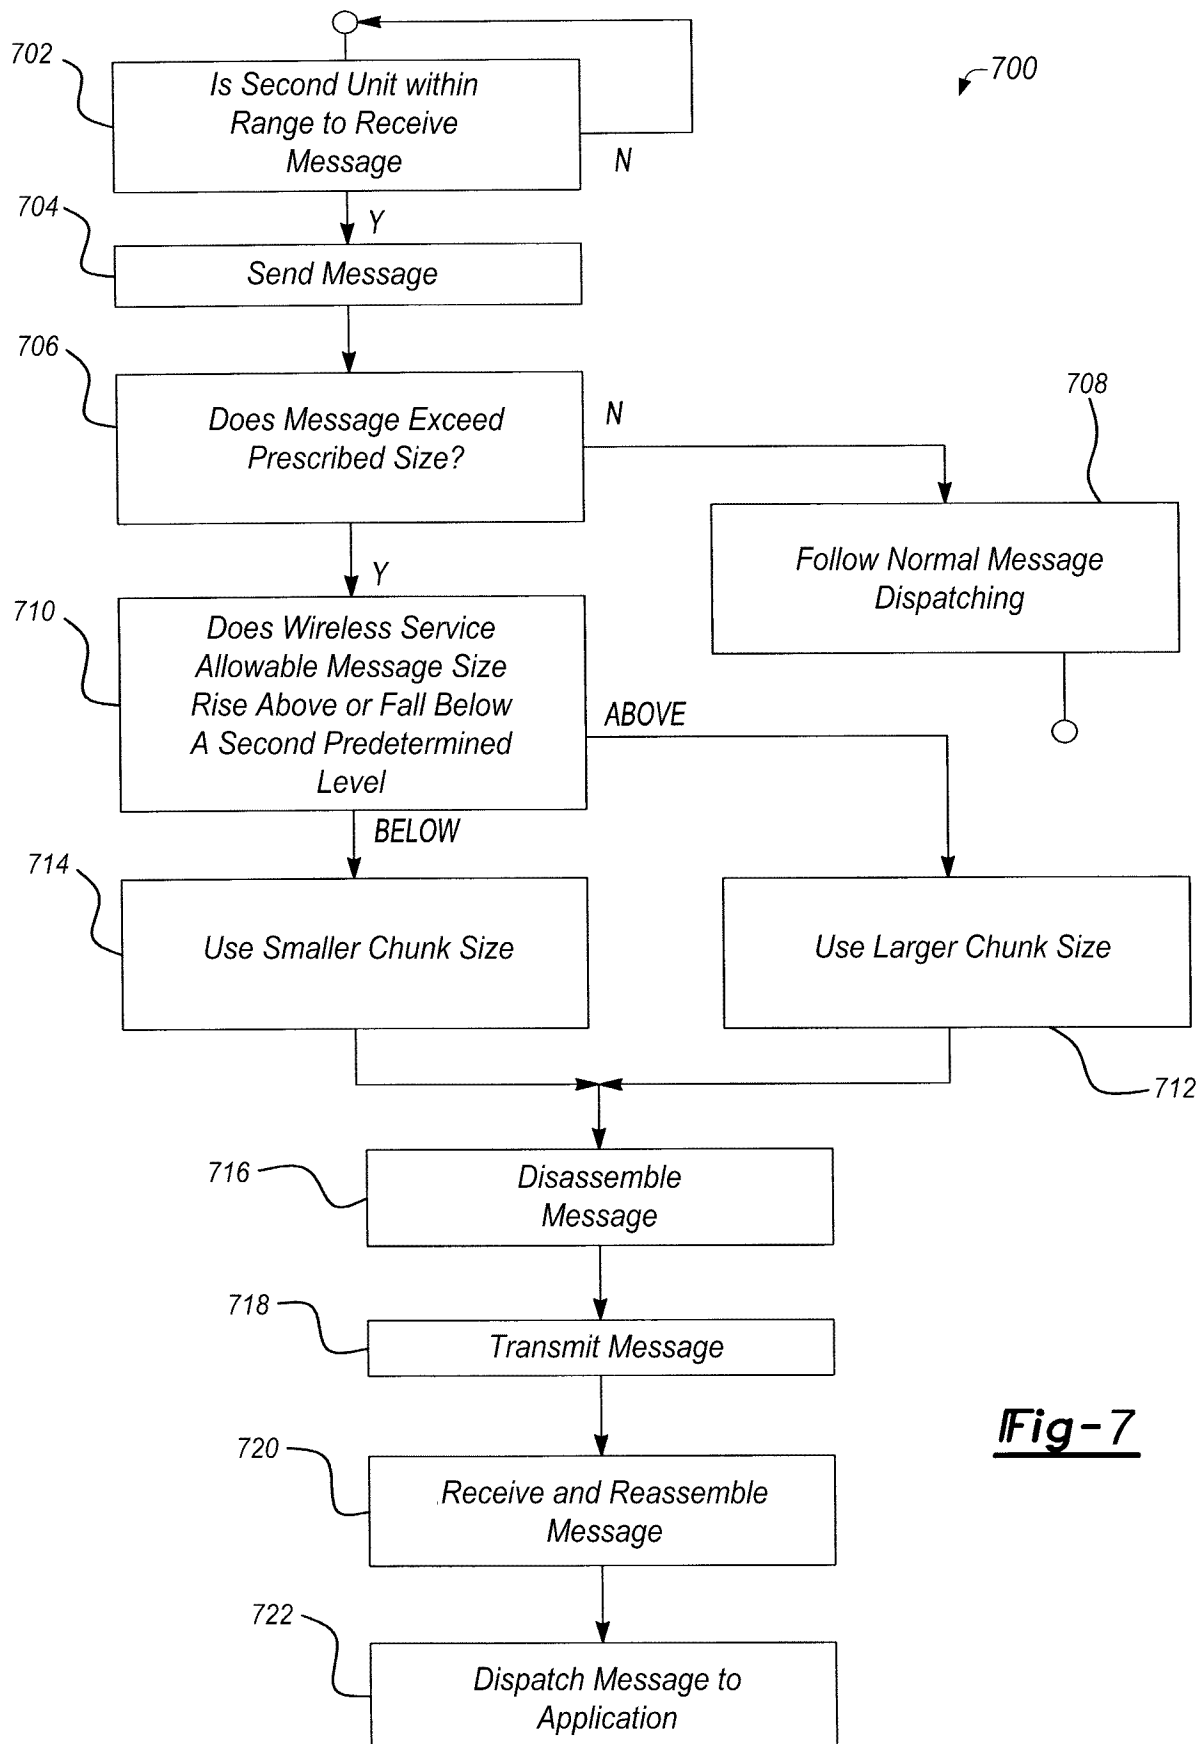 702
Is Second Unit within
Range to Receive
Message
N
700
Y
704
Send Message
706
Does Message Exceed
Prescribed Size?
N
708
Follow Normal Message
Dispatching
Y
710
Does Wireless Service
Allowable Message Size
Rise Above or Fall Below
A Second Predetermined
Level
ABOVE
BELOW
714
Use Smaller Chunk Size
Use Larger Chunk Size
712
716
Disassemble
Message
718
Transmit Message
720
Receive and Reassemble
Message
722
Dispatch Message to
Application
Fig-7